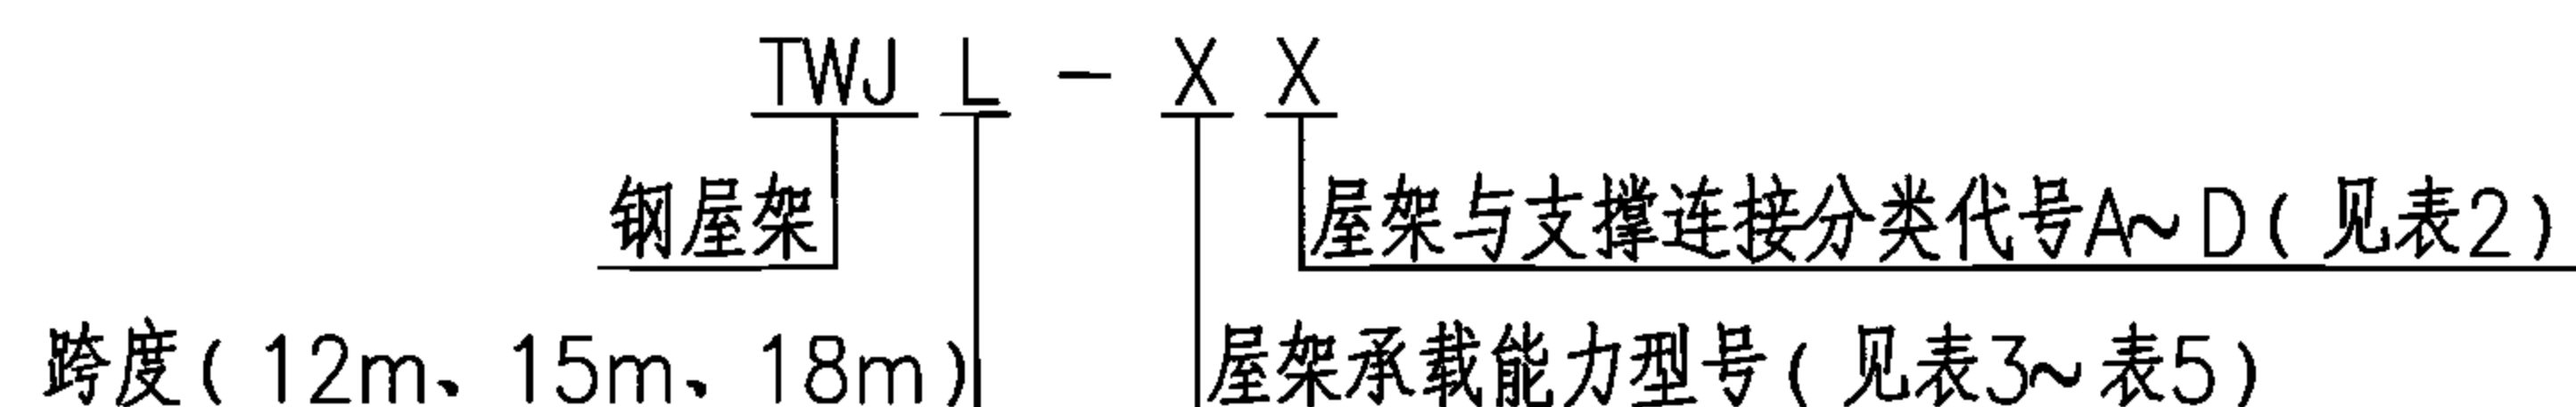 TWJ L - X X
钢屋架
屋架与支撑连接分类代号A~D(见表2)
跨度(12m、15m、18m)
屋架承载能力型号(见表3~表5)